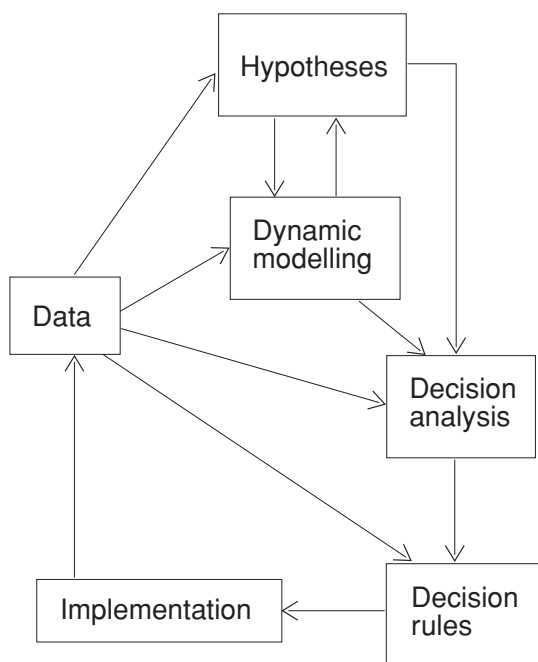 Hypotheses
Dynamic
modelling
Data
Decision
analysis
Implementation
Decision
rules